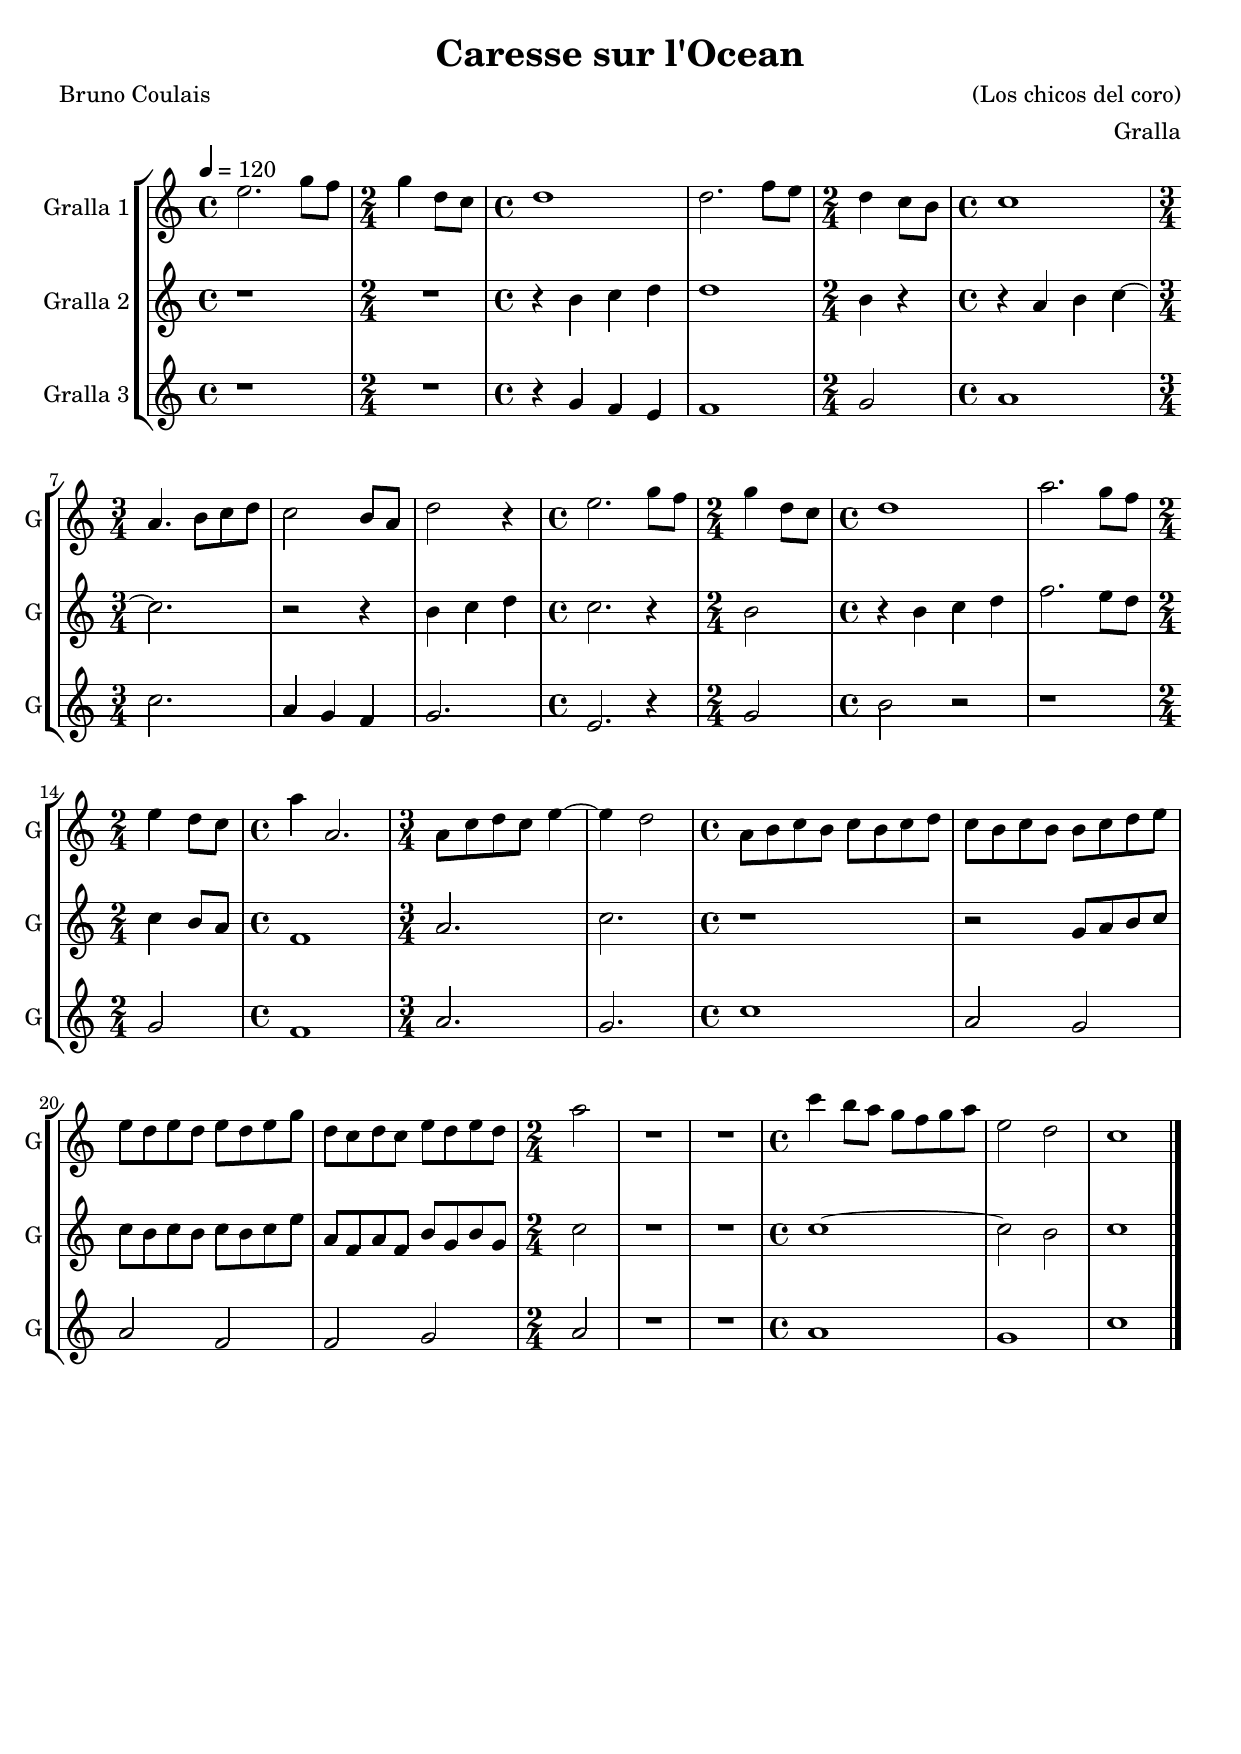 Caresse sur l'Ocean
Bruno Coulais (Los chicos del coro)
Gralla
= 120
Gralla 1
Gralla 2
Gralla 3
7
G
G
G
14
G
G
G
20
G
G
G